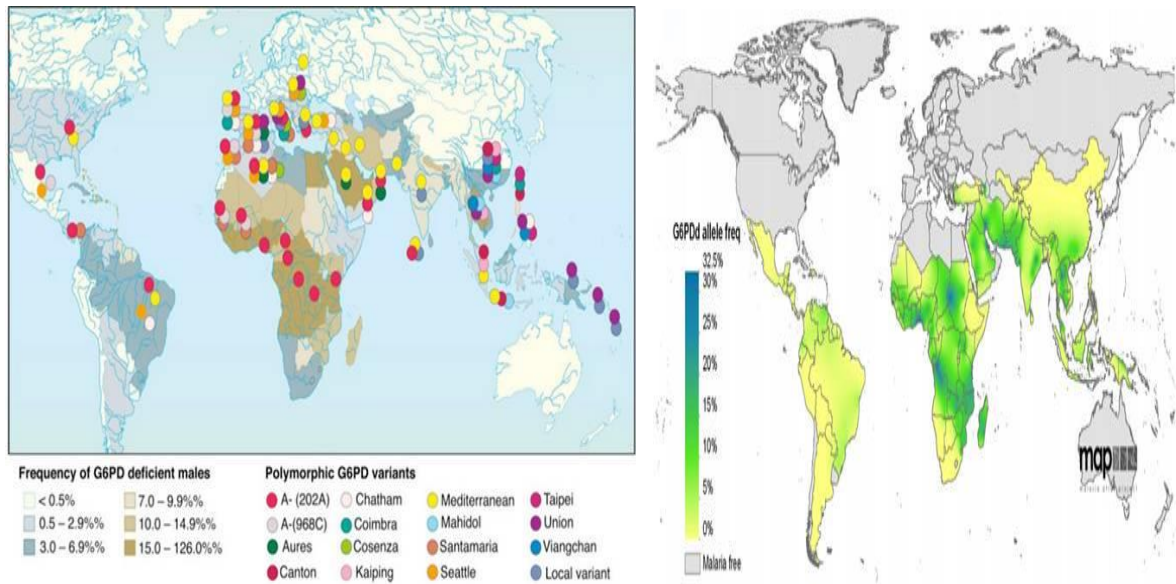 Frequency of G6PD deficient males
< 0.5%
0.5 – 2.9%%
3.0 – 6.9%%
7.0 – 9.9%%
10.0 – 14.9%%
15.0 – 126.0%%
Polymorphic G6PD variants
A- (202A)
A-(968C)
Aures
Canton
Chatham
Coimbra
Cosenza
Kaiping
Mediterranean
Mahidol
Santamaria
Seattle
Taipei
Union
Viangchan
Local variant
G6PDd allele freq
32.5%
30%
25%
20%
15%
10%
5%
0%
Malaria free
map